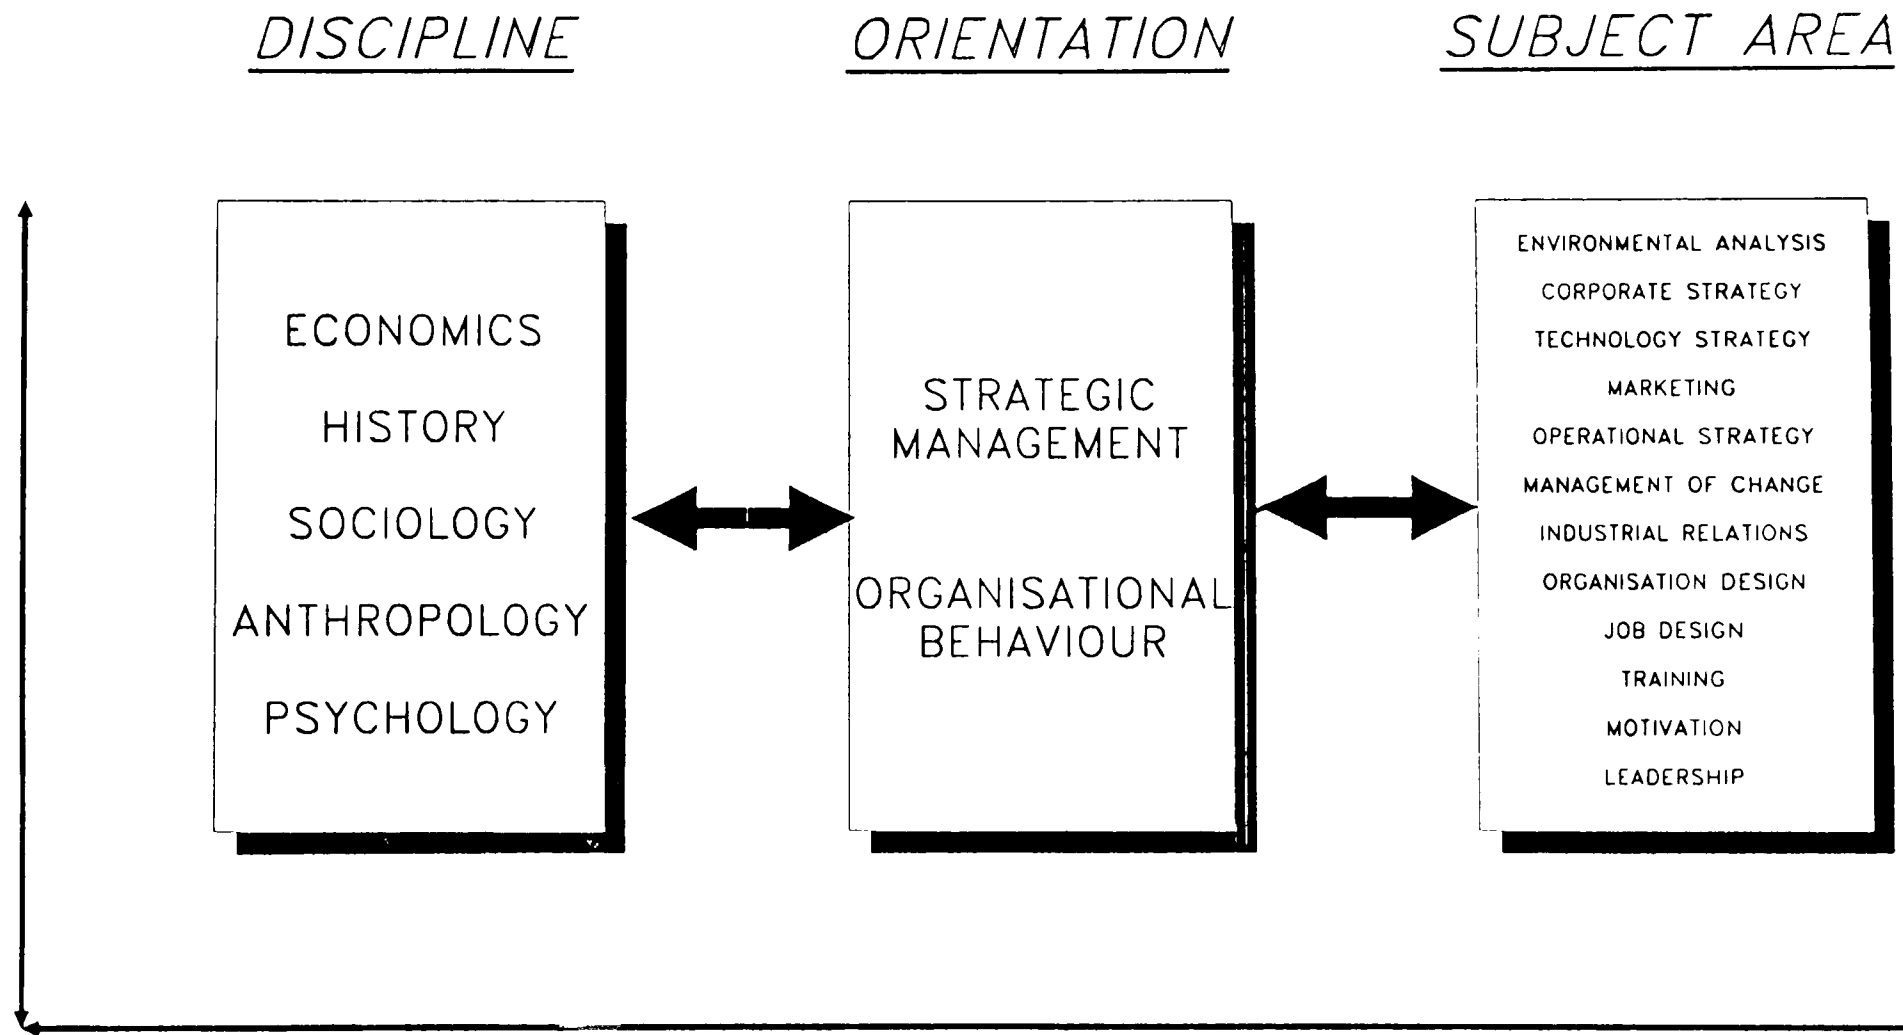 DISCIPLINE
ORIENTATION
SUBJECT AREA
ECONOMICS
HISTORY
SOCIOLOGY
ANTHROPOLOGY
PSYCHOLOGY
STRATEGIC
MANAGEMENT
ORGANISATIONAL
BEHAVIOUR
ENVIRONMENTAL ANALYSIS
CORPORATE STRATEGY
TECHNOLOGY STRATEGY
MARKETING
OPERATIONAL STRATEGY
MANAGEMENT OF CHANGE
INDUSTRIAL RELATIONS
ORGANISATION DESIGN
JOB DESIGN
TRAINING
MOTIVATION
LEADERSHIP